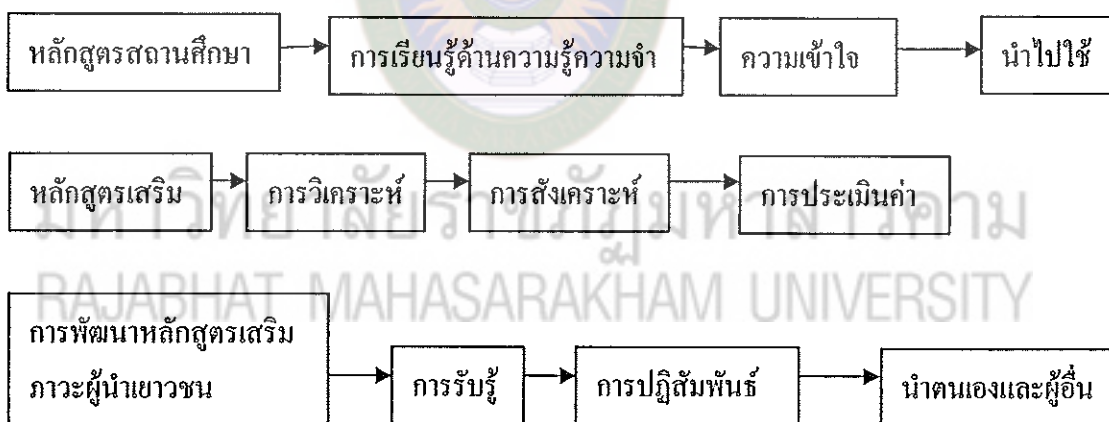 หลักสูตรสถานศึกษา การเรียนรู้ด้านความรู้ความจำ ความเข้าใจ นำไปใช้
หลักสูตรเสริม การวิเคราะห์ การสังเคราะห์ การประเมินค่า
มหาวิทยาลัยราชภัฏมหาสารคาม
RAJABHAT MAHASARAKHAM UNIVERSITY
การพัฒนาหลักสูตรเสริม
ภาวะผู้นำเยาวชน การรับรู้ การปฏิสัมพันธ์ นำตนเองและผู้อื่น